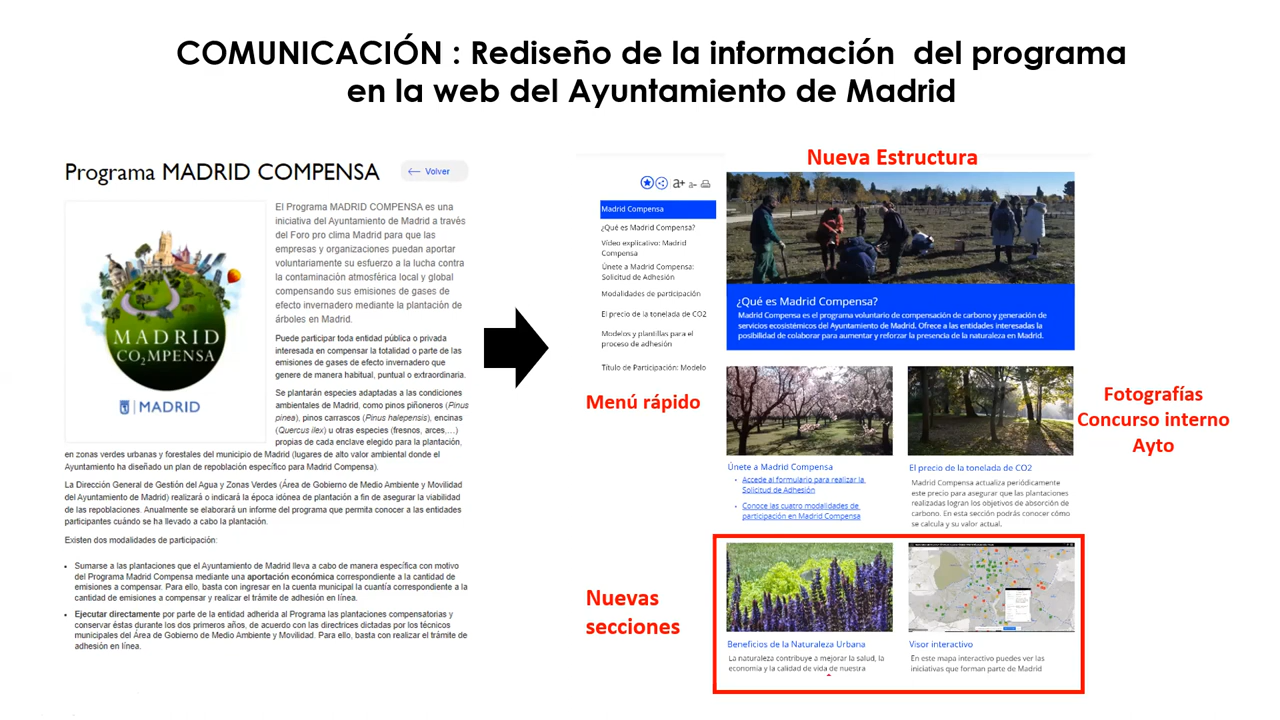 COMUNICACIÓN : Rediseño de la información  del programa
en la web del Ayuntamiento de Madrid
Programa MADRID COMPENSA
Volver
MADRID
CO2MPENSA
MADRID
El Programa MADRID COMPENSA es una
iniciativa del Ayuntamiento de Madrid a través
del Foro pro clima Madrid para que las
empresas y organizaciones puedan aportar
voluntariamente su esfuerzo a la lucha contra
la contaminación atmosférica local y global
compensando sus emisiones de gases de
efecto invernadero mediante la plantación de
árboles en Madrid.
Puede participar toda entidad pública o privada
interesada en compensar la totalidad o parte de las
emisiones de gases de efecto invernadero que
genere de manera habitual, puntual o extraordinaria.
Se plantarán especies adaptadas a las condiciones
ambientales de Madrid, como pinos piñoneros (Pinus
pinea), pinos carrascos (Pinus halepensis), encinas
(Quercus ilex) u otras especies (fresnos, arces,...)
propias de cada enclave elegido para la plantación,
en zonas verdes urbanas y forestales del municipio de Madrid (lugares de alto valor ambiental donde el
Ayuntamiento ha diseñado un plan de repoblación específico para Madrid Compensa).
La Dirección General de Gestión del Agua y Zonas Verdes (Área de Gobierno de Medio Ambiente y Movilidad
del Ayuntamiento de Madrid) realizará o indicará la época idónea de plantación a fin de asegurar la viabilidad
de las repoblaciones. Anualmente se elaborará un informe del programa que permita conocer a las entidades
participantes cuándo se ha llevado a cabo la plantación.
Existen dos modalidades de participación:
• Sumarse a las plantaciones que el Ayuntamiento de Madrid lleva a cabo de manera específica con motivo
del Programa Madrid Compensa mediante una aportación económica correspondiente a la cantidad de
emisiones a compensar. Para ello, basta con ingresar en la cuenta municipal la cuantía correspondiente a la
cantidad de emisiones a compensar y realizar el trámite de adhesión en línea.
• Ejecutar directamente por parte de la entidad adherida al Programa las plantaciones compensatorias y
conservar éstas durante los dos primeros años, de acuerdo con las directrices dictadas por los técnicos
municipales del Área de Gobierno de Medio Ambiente y Movilidad. Para ello, basta con realizar el trámite de
adhesión en línea.
Nueva Estructura
a+ a-
Madrid Compensa
¿Qué es Madrid Compensa?
Vídeo explicativo: Madrid
Compensa
Únete a Madrid Compensa:
Solicitud de Adhesión
Modalidades de participación
El precio de la tonelada de CO2
Modelos y plantillas para el
proceso de adhesión
Título de Participación: Modelo
Menú rápido
¿Qué es Madrid Compensa?
Madrid Compensa es el programa voluntario de compensación de carbono y generación de
servicios ecosistémicos del Ayuntamiento de Madrid. Ofrece a las entidades interesadas la
posibilidad de colaborar para aumentar y reforzar la presencia de la naturaleza en Madrid.
Fotografías
Concurso interno
Ayto
Únete a Madrid Compensa
• Accede al formulario para realizar la
Solicitud de Adhesión
• Conoce las cuatro modalidades de
participación en Madrid Compensa
El precio de la tonelada de CO2
Madrid Compensa actualiza periódicamente
este precio para asegurar que las plantaciones
realizadas logran los objetivos de absorción de
carbono. En esta sección podrás conocer cómo
se calcula y su valor actual.
Nuevas
secciones
Beneficios de la Naturaleza Urbana
La naturaleza contribuye a mejorar la salud, la
economía y la calidad de vida de nuestra
Visor interactivo
En este mapa interactivo puedes ver las
iniciativas que forman parte de Madrid